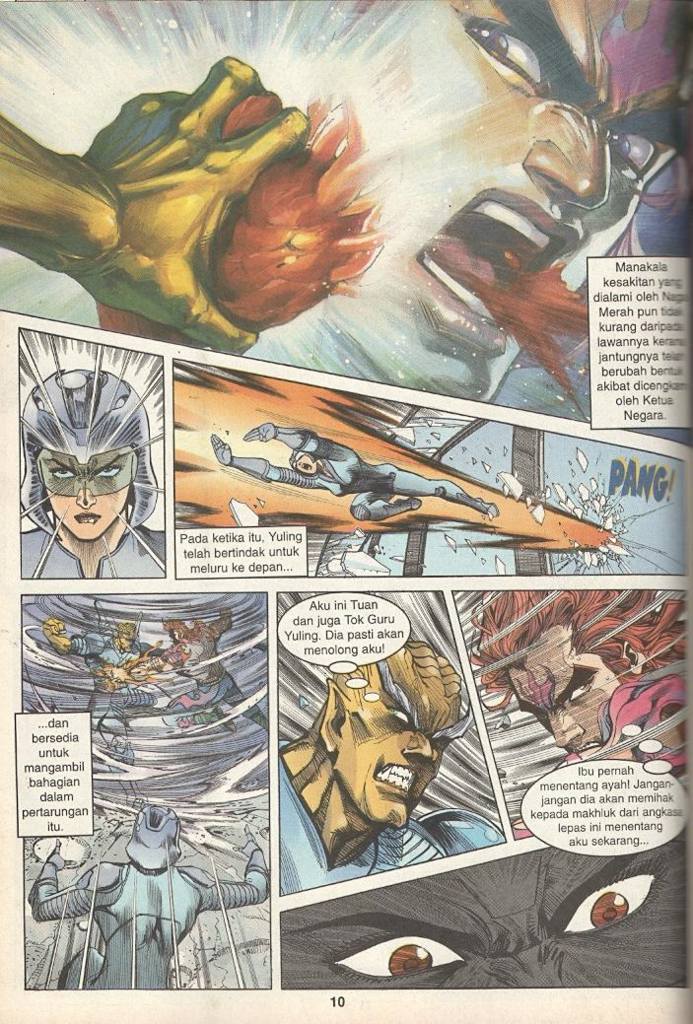 Manakala
kesakitan yang
dialami oleh Naga
Merah pun tidak
kurang daripada
lawannya kerana
jantungnya telah
berubah bentuk
akibat dicengkam
oleh Ketua
Negara.
PANG!
Pada ketika itu, Yuling
telah bertindak untuk
meluru ke depan...
...dan
bersedia
untuk
mangambil
bahagian
dalam
pertarungan
itu.
Aku ini Tuan
dan juga Tok Guru
Yuling. Dia pasti akan
menolong aku!
Ibu pernah
menentang ayah! Jangan-
jangan dia akan memihak
kepada makhluk dari angkasa
lepas ini menentang
aku sekarang...
10